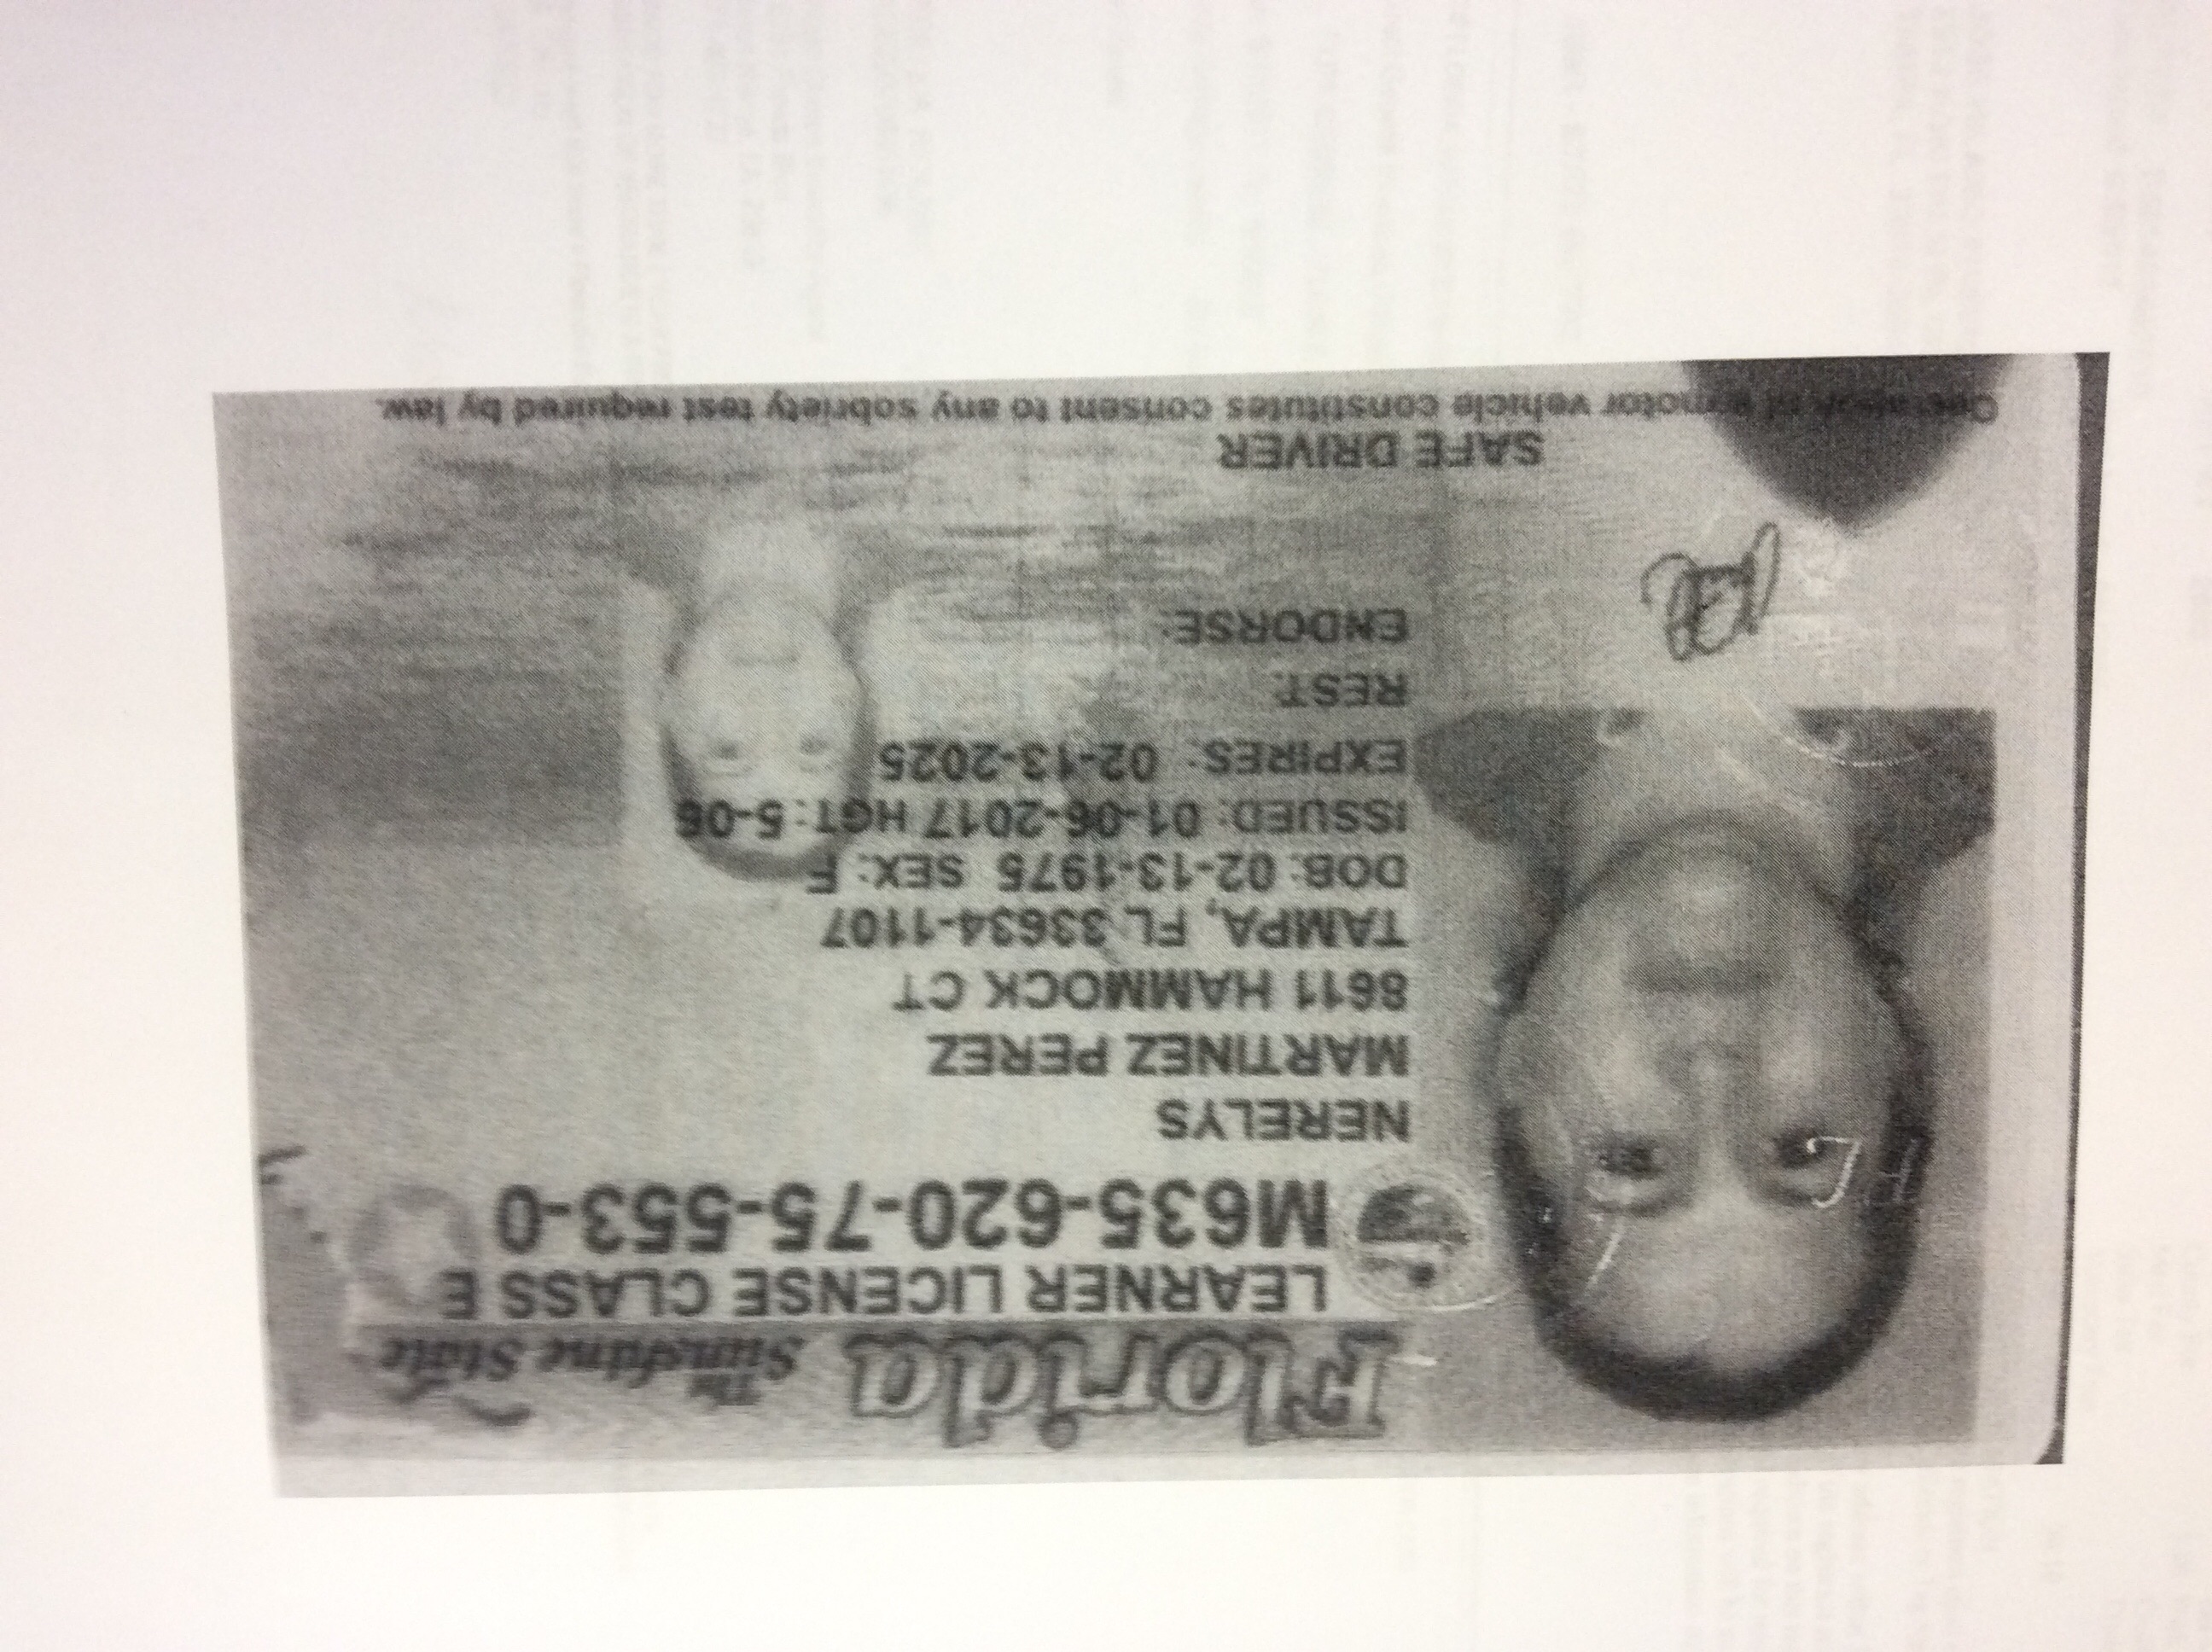 Florida The Sunshine State
LEARNER LICENSE CLASS E
M635-620-75-553-0
NERELYS
MARTINEZ PEREZ
8611 HAMMOCK CT
TAMPA, FL 33634-1107
DOB: 02-13-1975 SEX: F
ISSUED: 01-06-2017 HGT: 5-06
EXPIRES: 02-13-2025
REST:
ENDORSE:
SAFE DRIVER
motor vehicle constitutes consent to any sobriety test required by law.